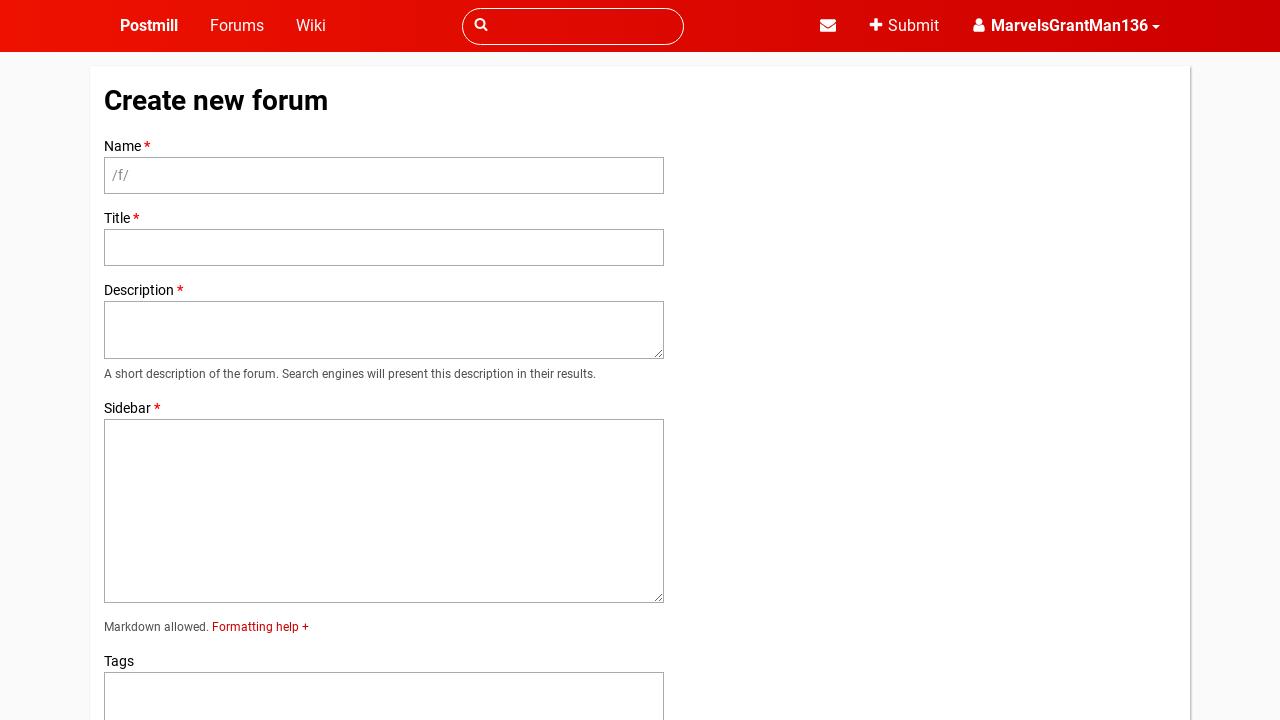 Postmill Forums Wiki Submit MarvelsGrantMan136
Create new forum
Name *
/f/
Title *
Description *
A short description of the forum. Search engines will present this description in their results.
Sidebar *
Markdown allowed. Formatting help +
Tags